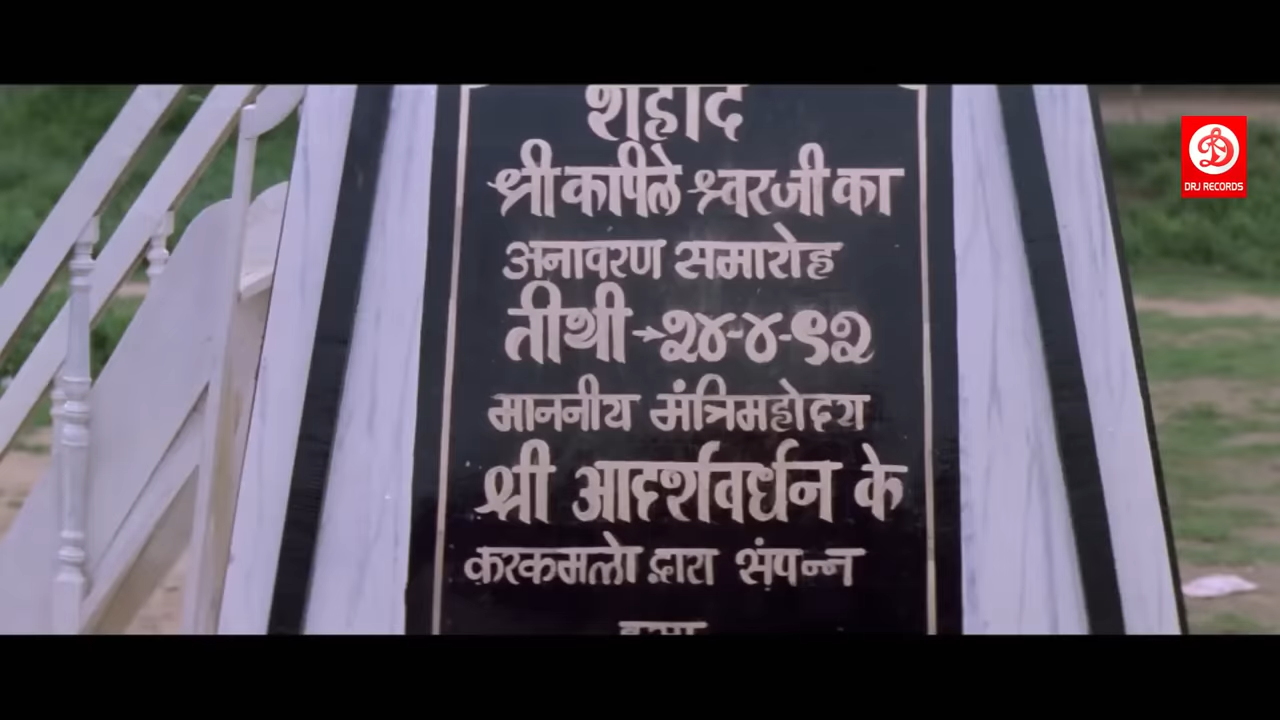 शहीद
श्री कपिले श्वरजी का
अनावरण समारोह
तीथी → २४-४-९२
माननीय मंत्रिमहोदय
श्री आदर्शवर्धन के
करकमलो द्वारा संपन्न
DRJ RECORDS